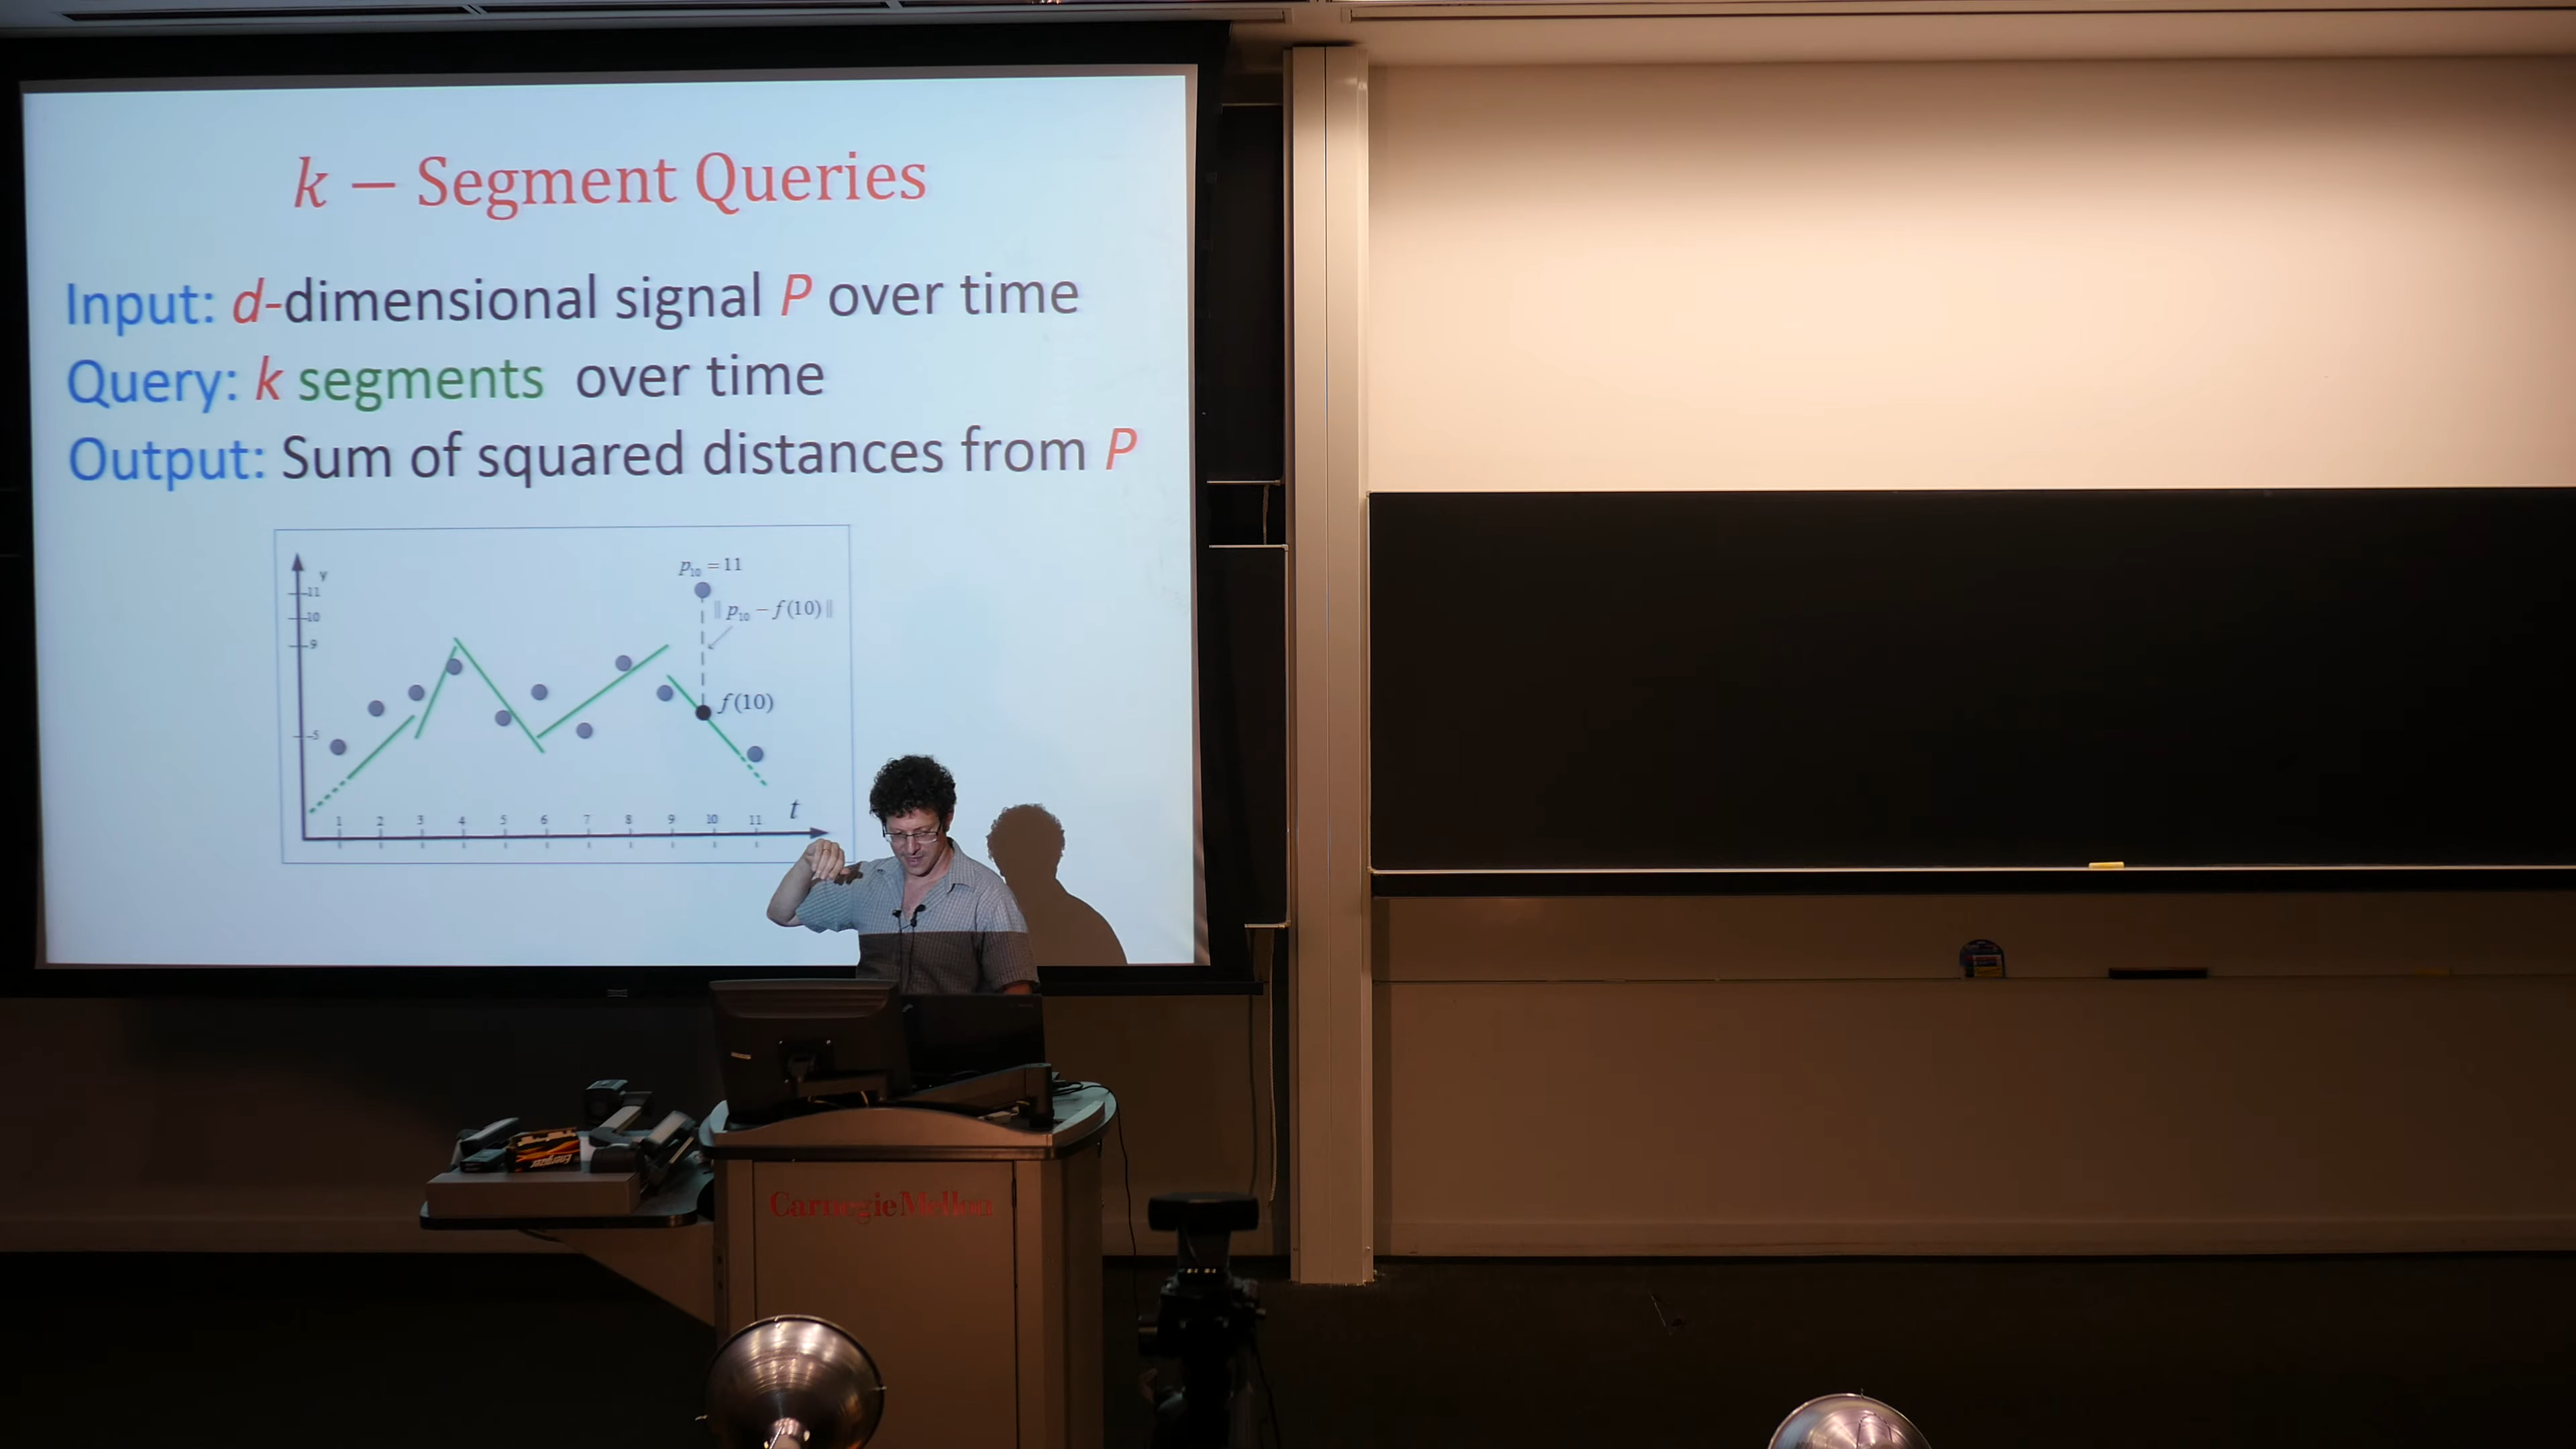 k – Segment Queries
Input: d-dimensional signal P over time
Query: k segments over time
Output: Sum of squared distances from P
p₁₀ = 11
y
11
‖ p₁₀ – f(10) ‖
10
9
f(10)
5
t
1 2 3 4 5 6 7 8 9 10 11
Energizer
Carnegie Mellon